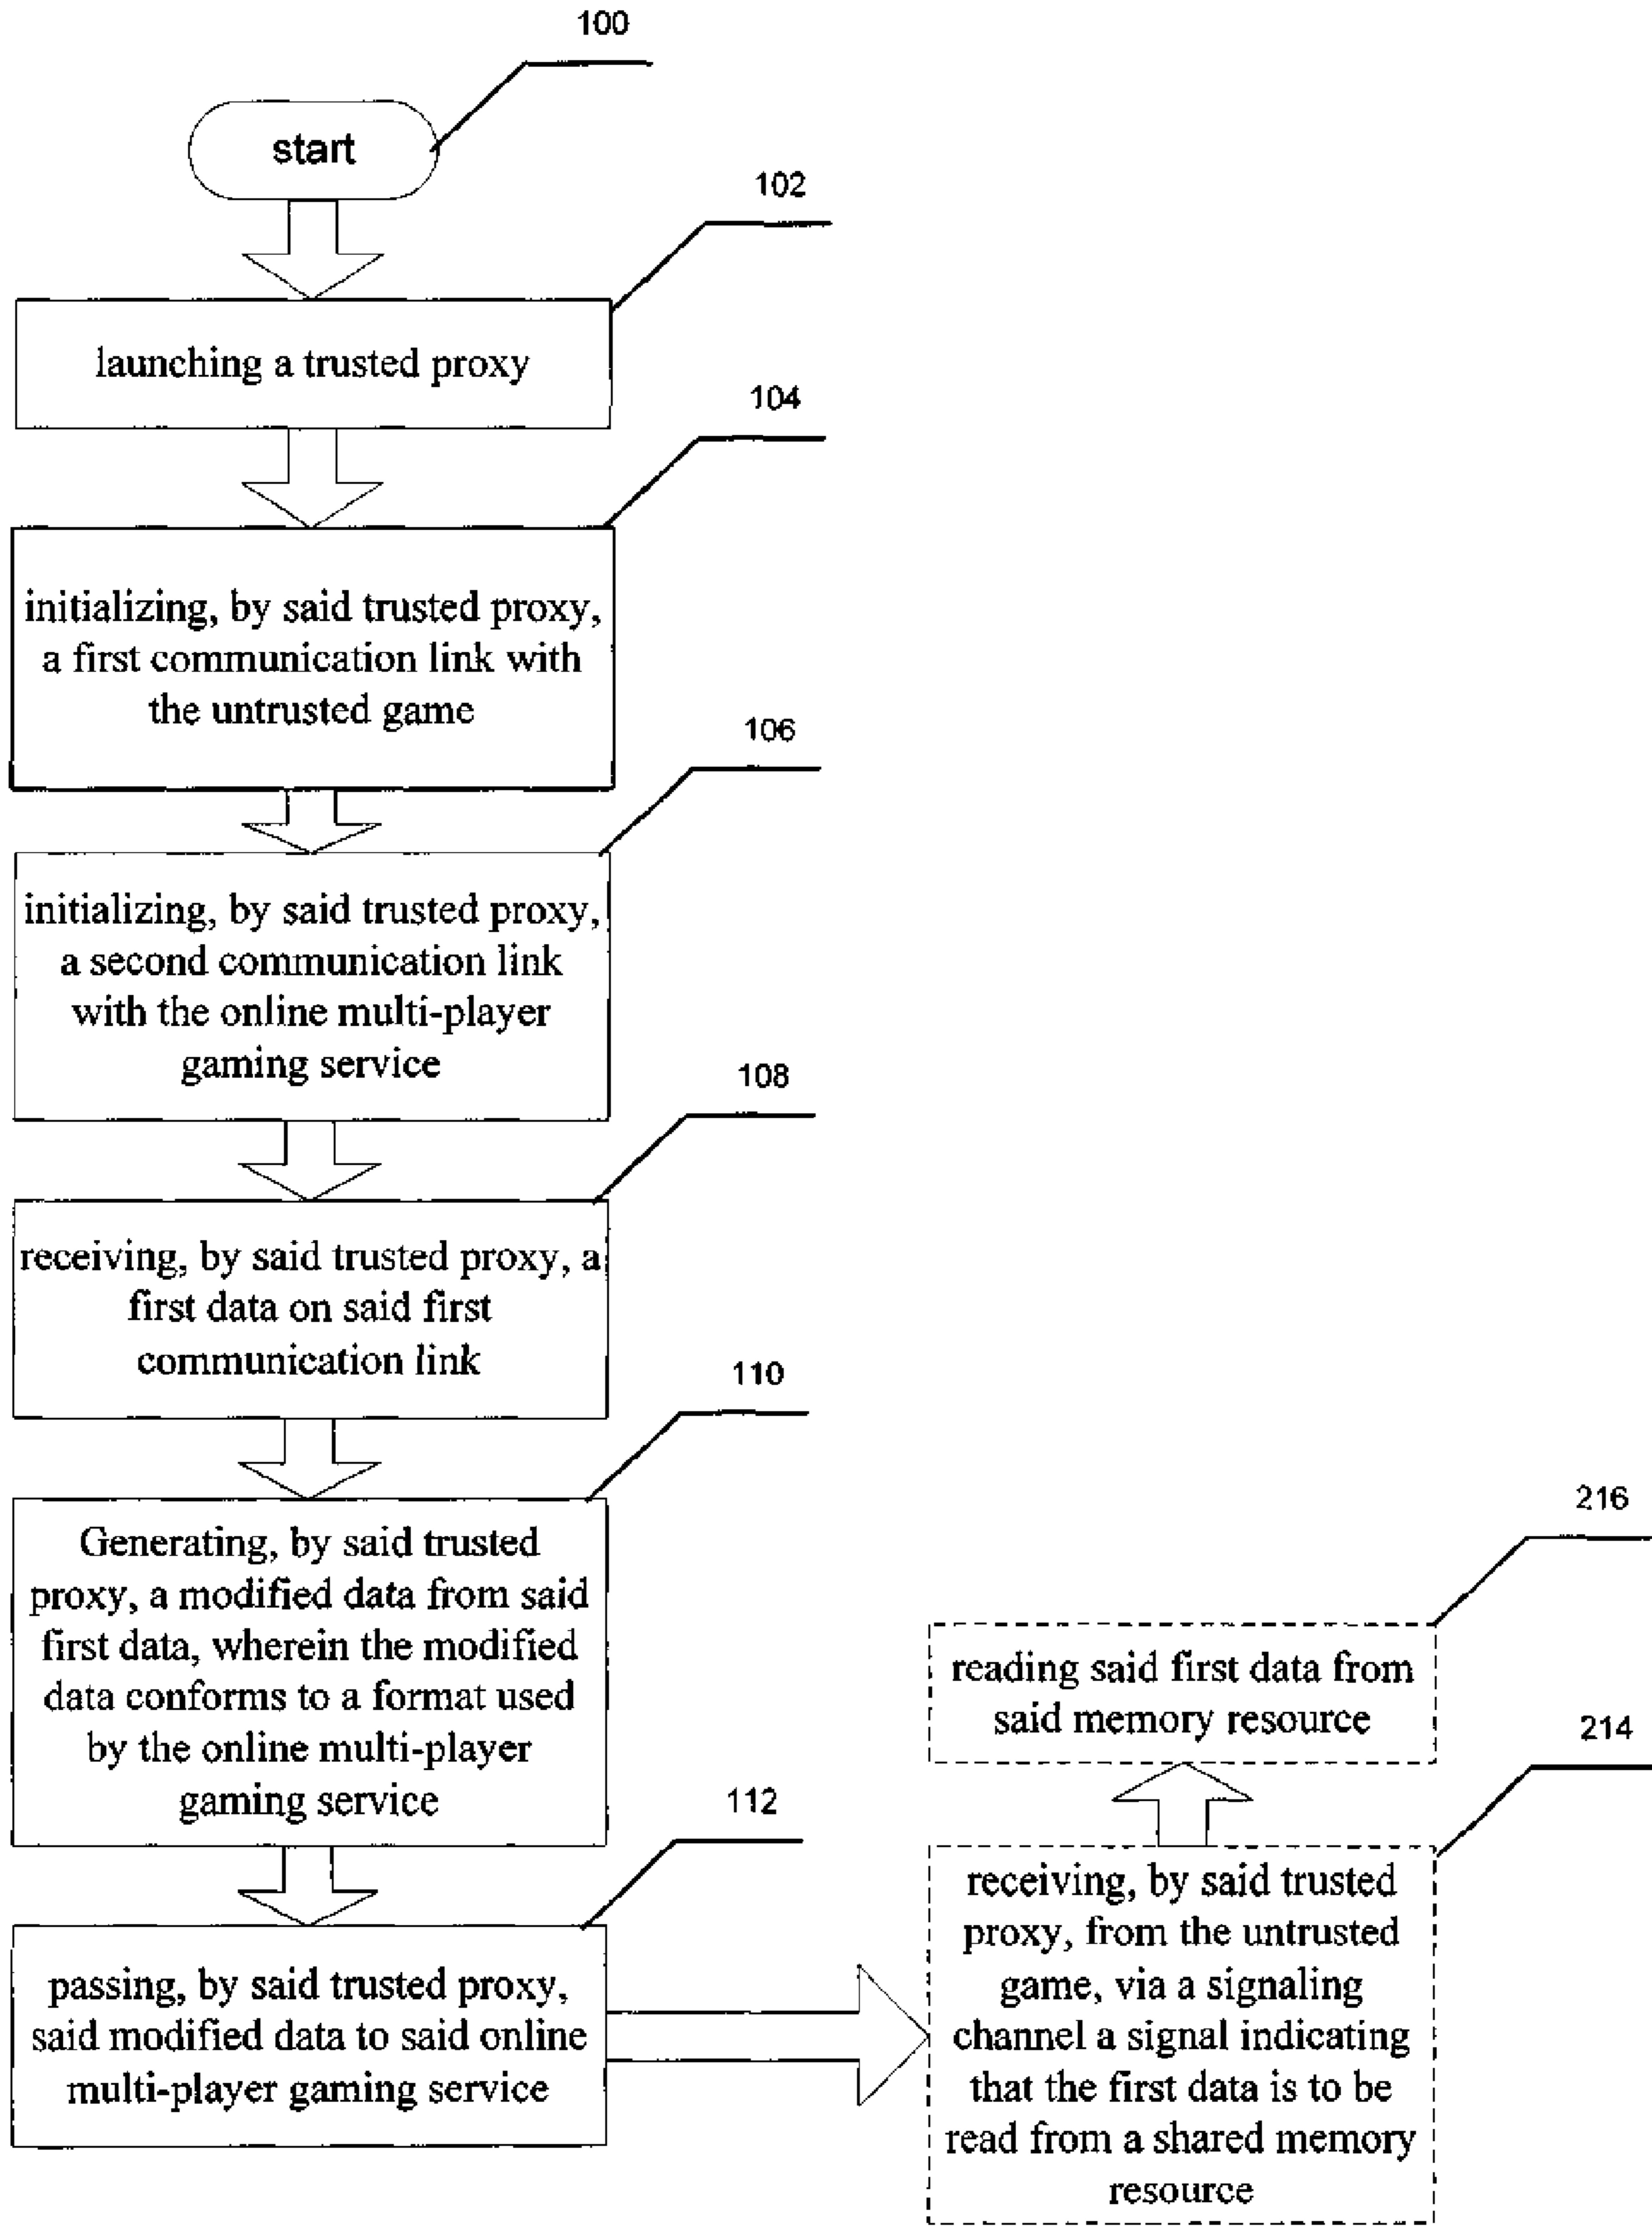 100
start
102
launching a trusted proxy
104
initializing, by said trusted proxy,
a first communication link with
the untrusted game
106
initializing, by said trusted proxy,
a second communication link
with the online multi-player
gaming service
108
receiving, by said trusted proxy, a
first data on said first
communication link
110
Generating, by said trusted
proxy, a modified data from said
first data, wherein the modified
data conforms to a format used
by the online multi-player
gaming service
112
passing, by said trusted proxy,
said modified data to said online
multi-player gaming service
216
reading said first data from
said memory resource
214
receiving, by said trusted
proxy, from the untrusted
game, via a signaling
channel a signal indicating
that the first data is to be
read from a shared memory
resource